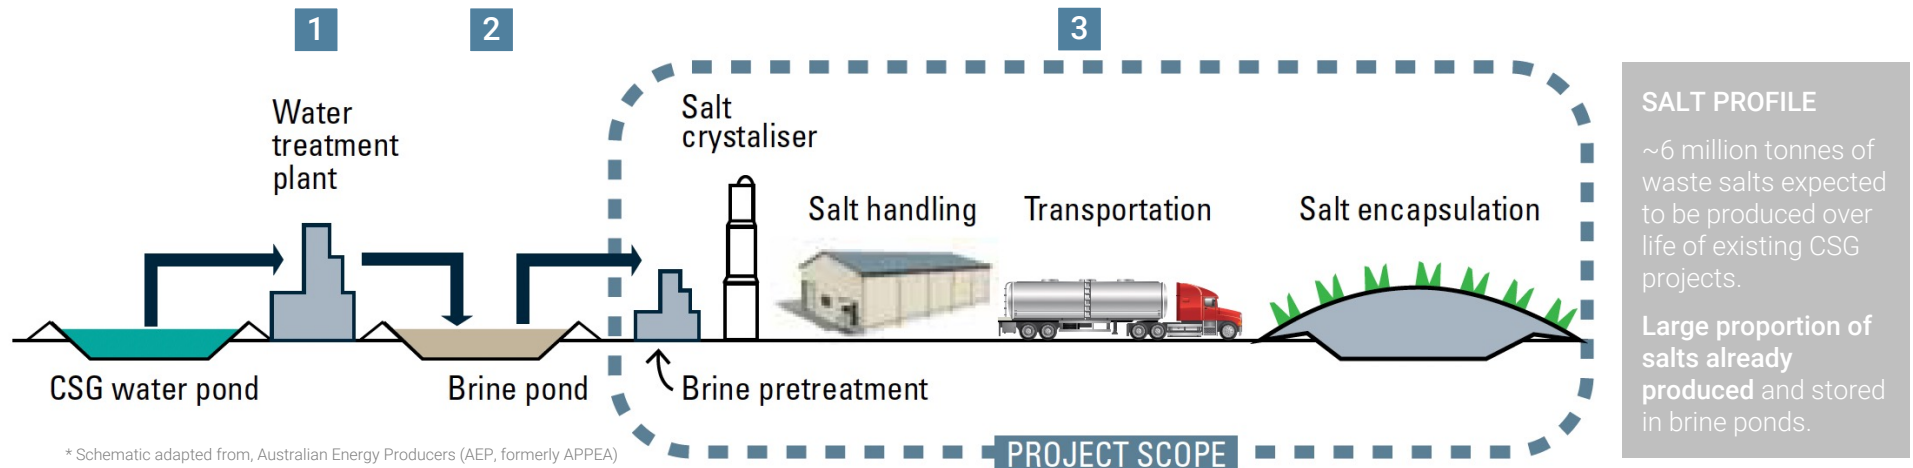 1
2
3
Water
treatment
plant
Salt
crystaliser
Salt handling
Transportation
Salt encapsulation
CSG water pond
Brine pond
Brine pretreatment
* Schematic adapted from, Australian Energy Producers (AEP, formerly APPEA)
PROJECT SCOPE
SALT PROFILE
~6 million tonnes of
waste salts expected
to be produced over
life of existing CSG
projects.
Large proportion of
salts already
produced and stored
in brine ponds.